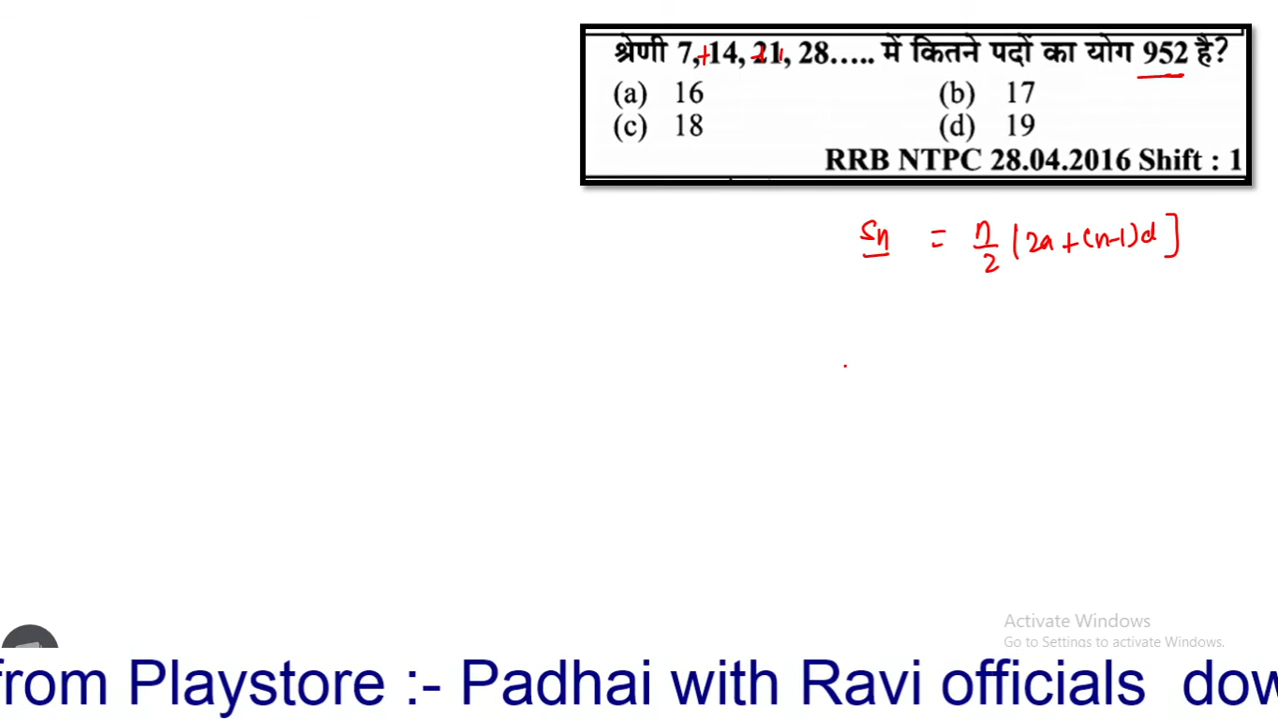 श्रेणी 7, 14, 21, 28..... में कितने पदों का योग 952 है?
(a) 16 (b) 17
(c) 18 (d) 19
RRB NTPC 28.04.2016 Shift : 1
Sn = n/2 [2a + (n-1)d]
Activate Windows
Go to Settings to activate Windows.
from Playstore :- Padhai with Ravi officials dow